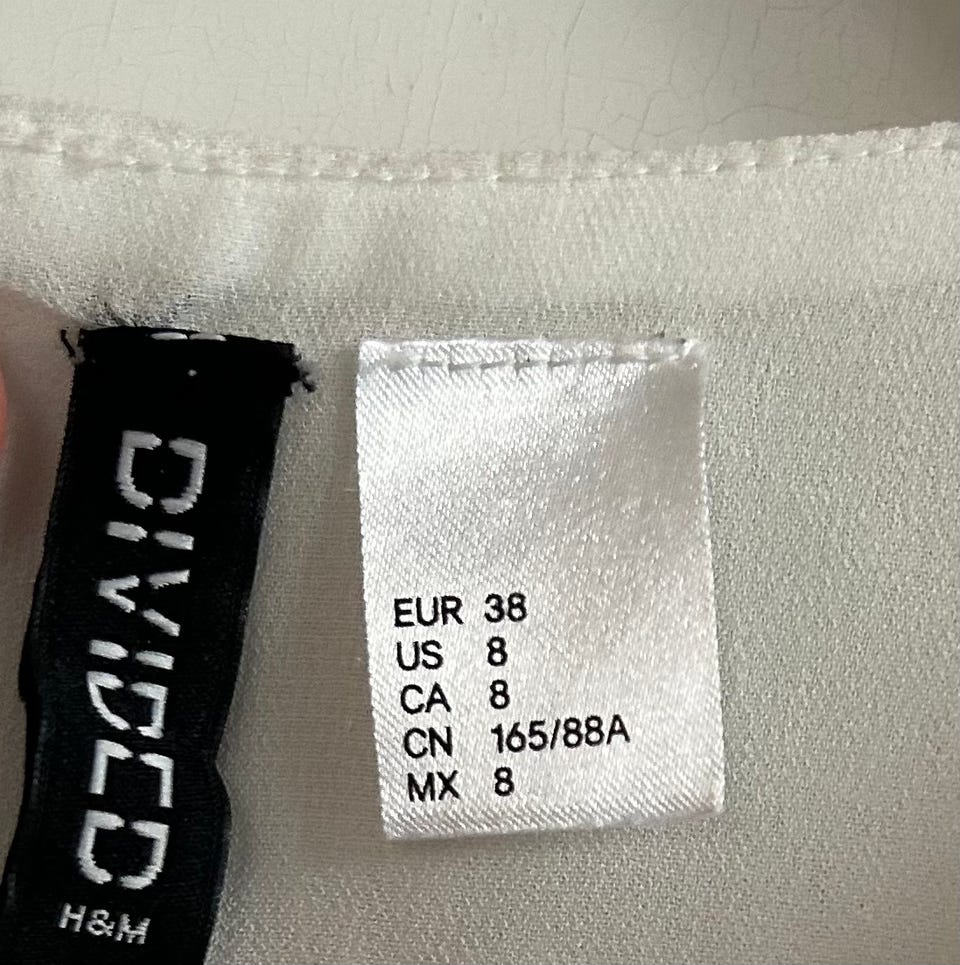 DIVIDED
H&M
EUR 38
US 8
CA 8
CN 165/88A
MX 8